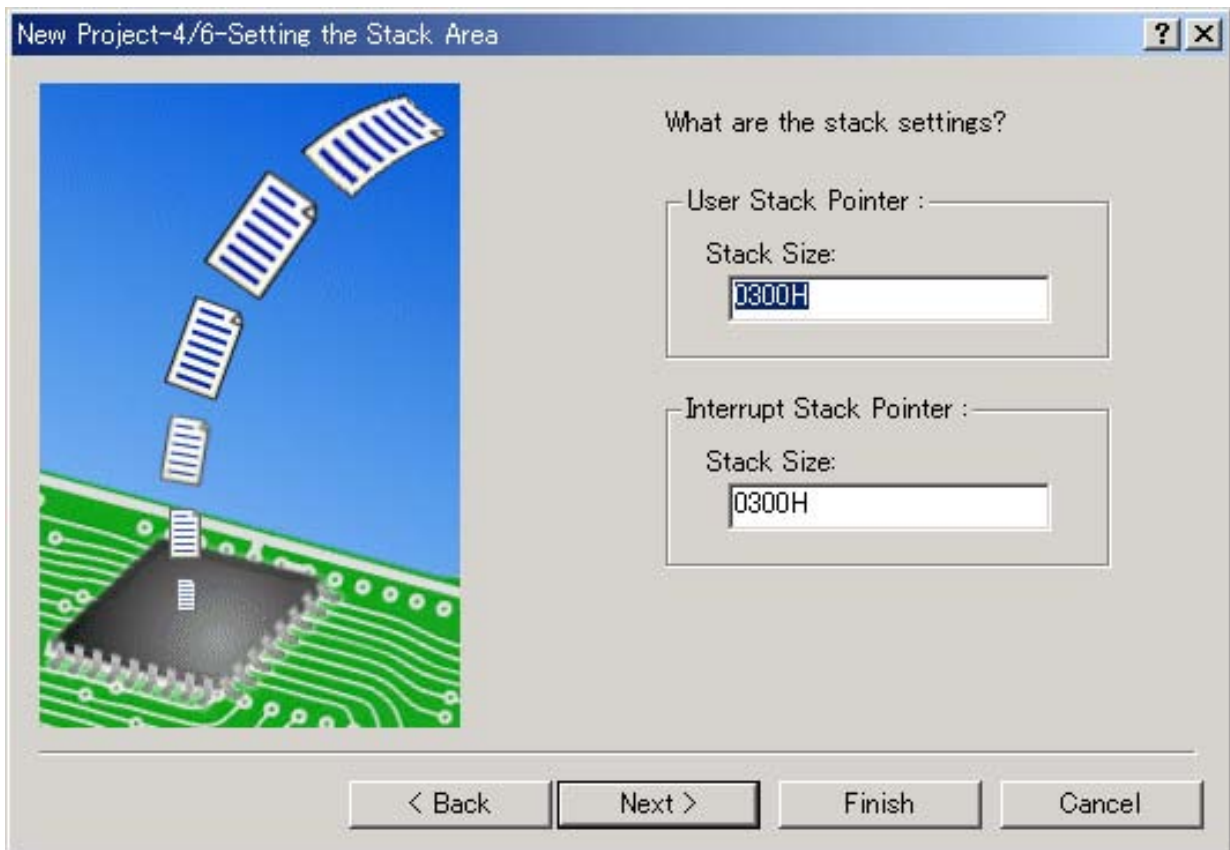 New Project-4/6-Setting the Stack Area
What are the stack settings?
User Stack Pointer :
Stack Size:
0300H
Interrupt Stack Pointer :
Stack Size:
0300H
< Back
Next >
Finish
Cancel